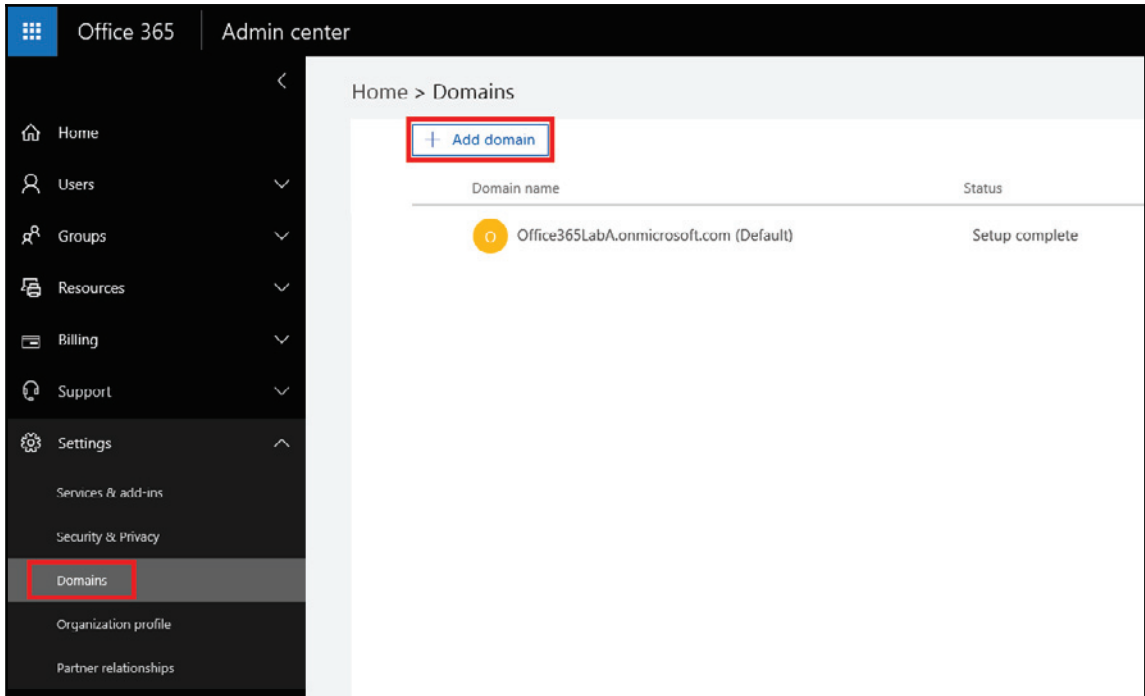 Office 365 Admin center
Home > Domains
Home
+ Add domain
Users
Domain name Status
Groups
O Office365LabA.onmicrosoft.com (Default) Setup complete
Resources
Billing
Support
Settings
Services & add-ins
Security & Privacy
Domains
Organization profile
Partner relationships